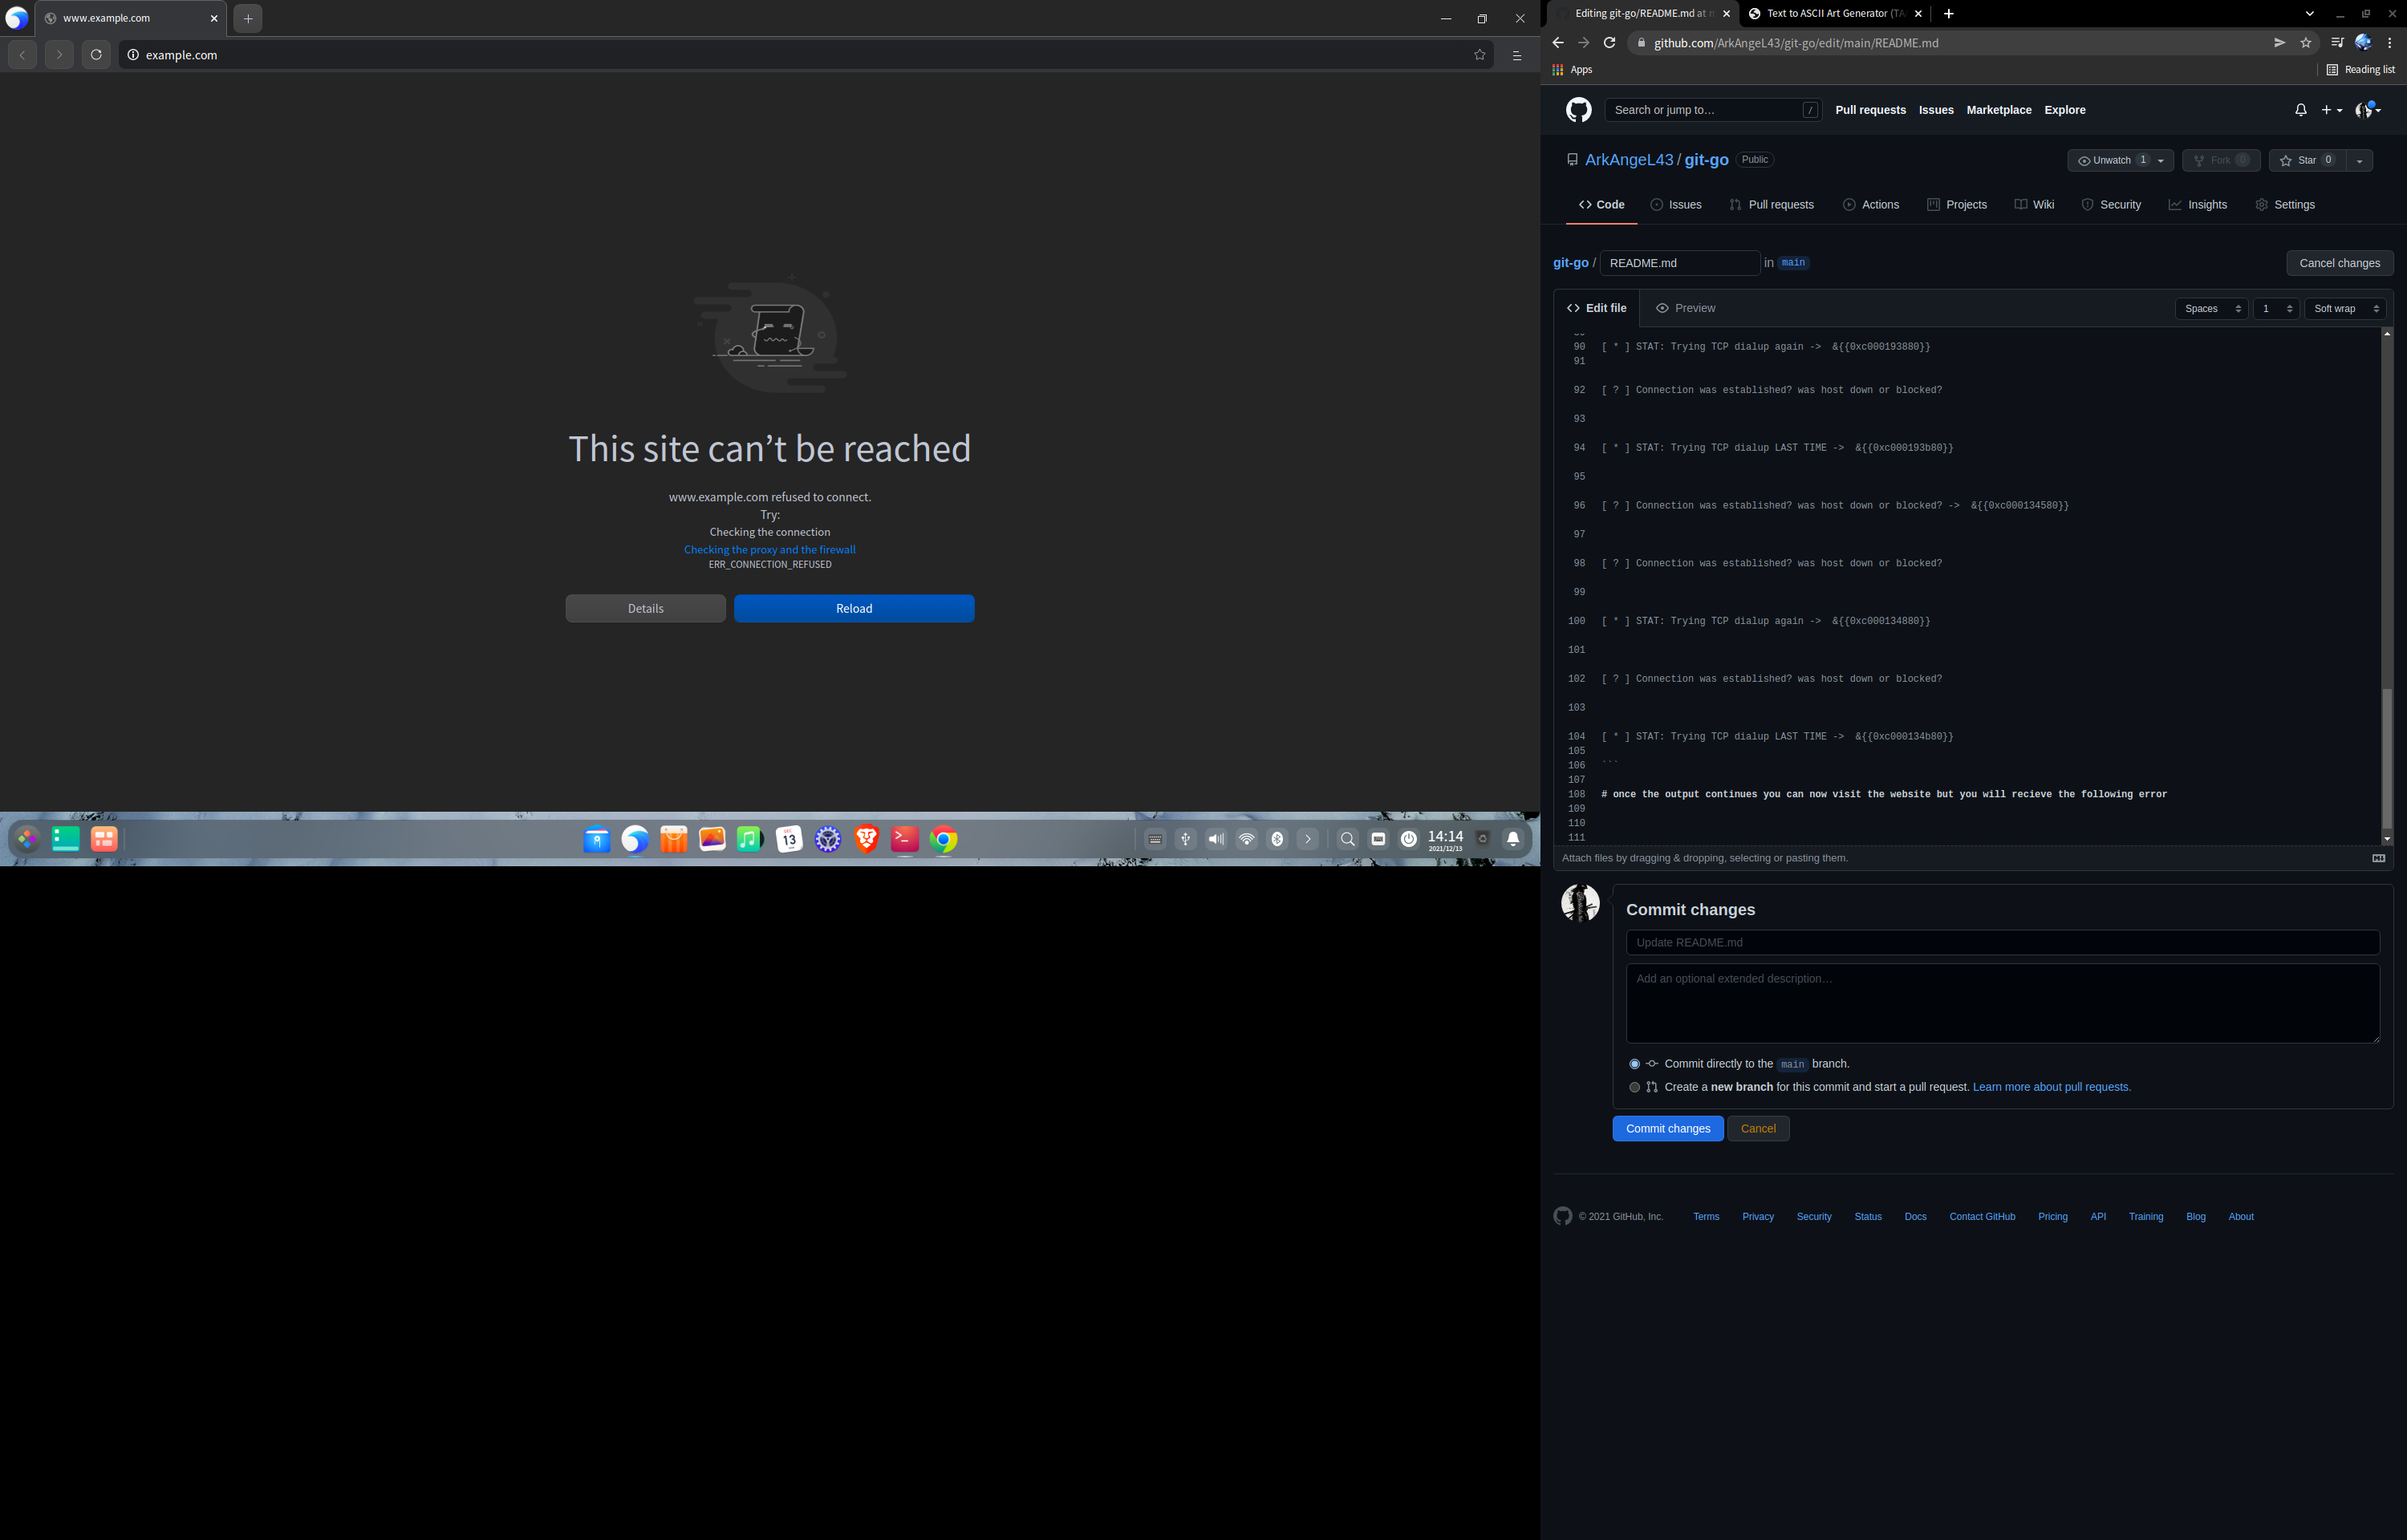 www.example.com
example.com
This site can’t be reached
www.example.com refused to connect.
Try:
Checking the connection
Checking the proxy and the firewall
ERR_CONNECTION_REFUSED
Details Reload
DEC
13
14:14
2021/12/13
Editing git-go/README.md at Text to ASCII Art Generator
github.com/ArkAngeL43/git-go/edit/main/README.md
Apps Reading list
Search or jump to… / Pull requests Issues Marketplace Explore
ArkAngeL43 / git-go Public Unwatch 1 Fork 0 Star 0
Code Issues Pull requests Actions Projects Wiki Security Insights Settings
git-go / README.md in main Cancel changes
<> Edit file Preview Spaces 1 Soft wrap
90 [ * ] STAT: Trying TCP dialup again -> &{{0xc000193880}}
91
92 [ ? ] Connection was established? was host down or blocked?
93
94 [ * ] STAT: Trying TCP dialup LAST TIME -> &{{0xc000193b80}}
95
96 [ ? ] Connection was established? was host down or blocked? -> &{{0xc000134580}}
97
98 [ ? ] Connection was established? was host down or blocked?
99
100 [ * ] STAT: Trying TCP dialup again -> &{{0xc000134880}}
101
102 [ ? ] Connection was established? was host down or blocked?
103
104 [ * ] STAT: Trying TCP dialup LAST TIME -> &{{0xc000134b80}}
105
106 ```
107
108 # once the output continues you can now visit the website but you will recieve the following error
109
110
111
Attach files by dragging & dropping, selecting or pasting them.
Commit changes
Update README.md
Add an optional extended description…
Commit directly to the main branch.
Create a new branch for this commit and start a pull request. Learn more about pull requests.
Commit changes Cancel
© 2021 GitHub, Inc. Terms Privacy Security Status Docs Contact GitHub Pricing API Training Blog About